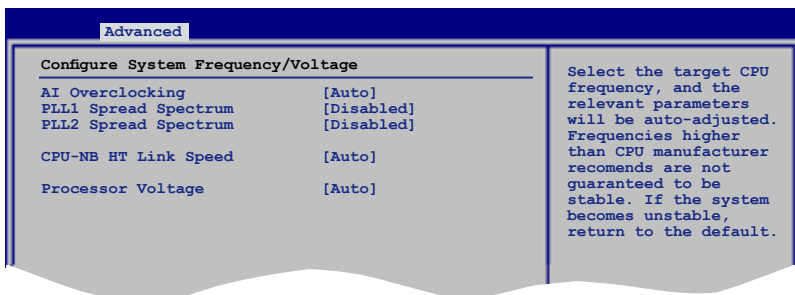 Advanced
Configure System Frequency/Voltage
AI Overclocking [Auto]
PLL1 Spread Spectrum [Disabled]
PLL2 Spread Spectrum [Disabled]
CPU-NB HT Link Speed [Auto]
Processor Voltage [Auto]
Select the target CPU
frequency, and the
relevant parameters
will be auto-adjusted.
Frequencies higher
than CPU manufacturer
recomends are not
guaranteed to be
stable. If the system
becomes unstable,
return to the default.